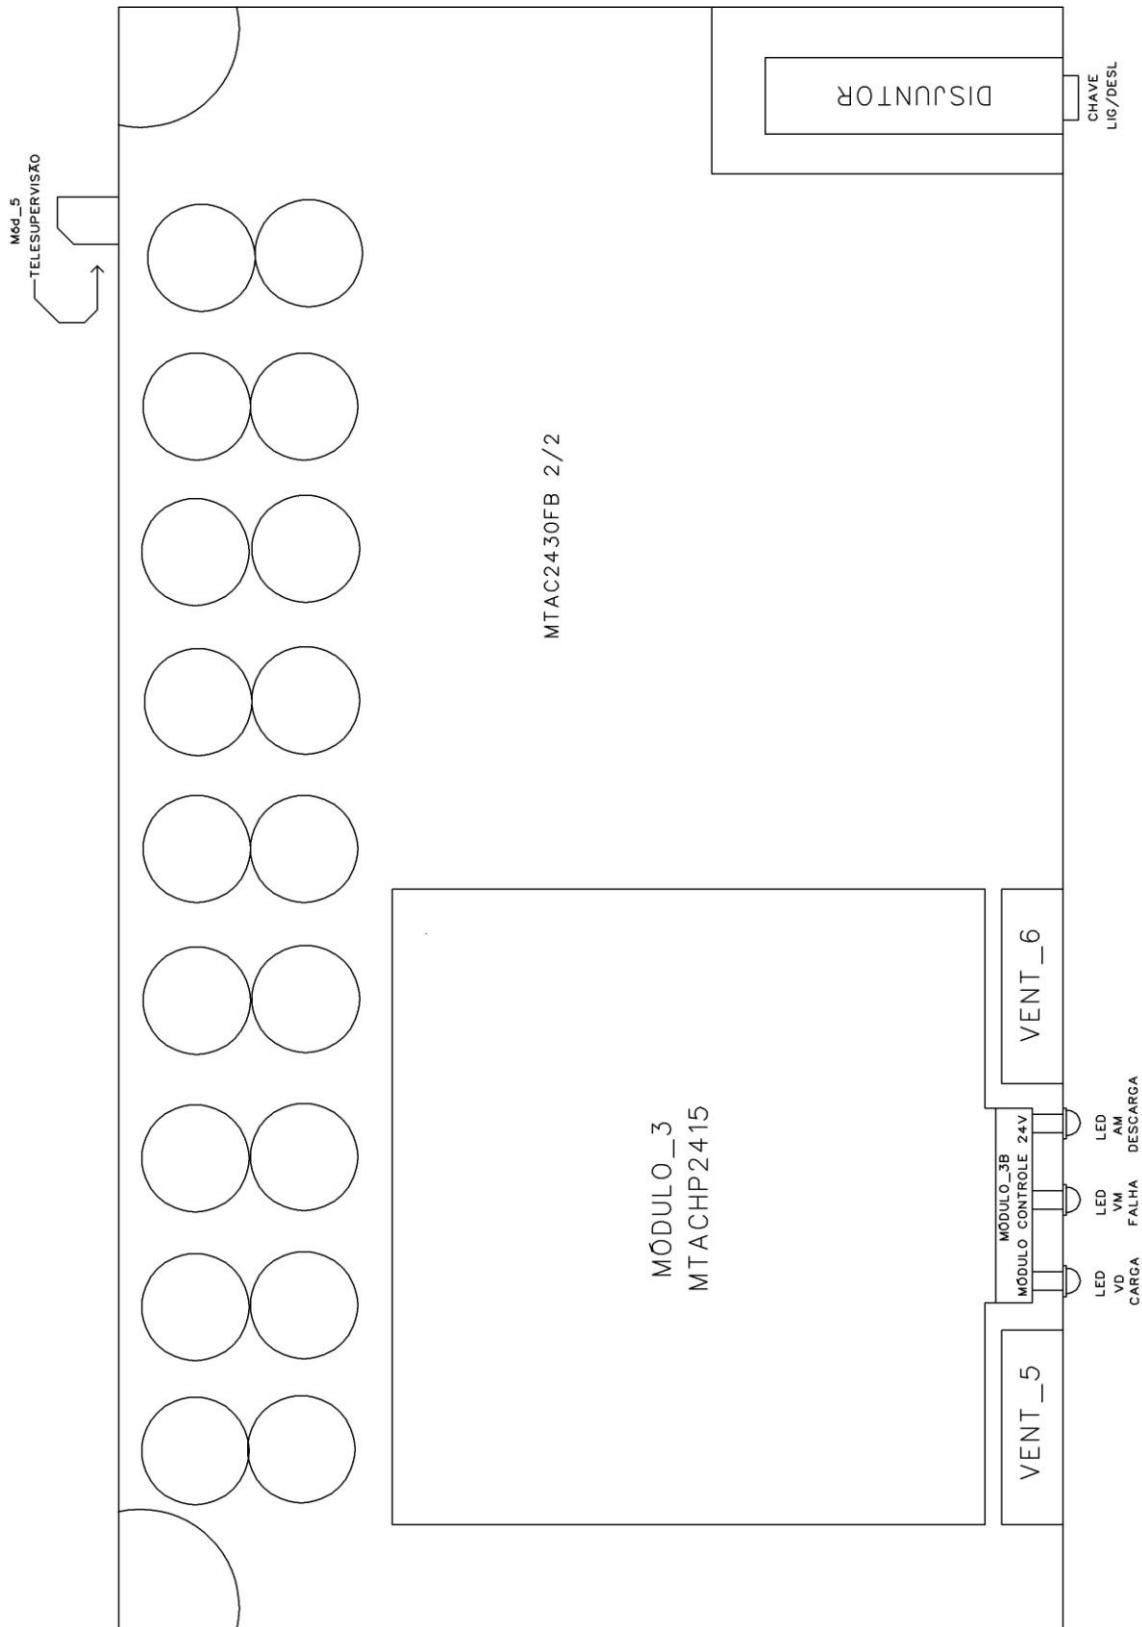 Mód_5
TELESUPERVISÃO
DISJUNTOR
CHAVE
LIG/DESL
MTAC2430FB 2/2
VENT_6
MÓDULO_3
MTACHP2415
MÓDULO_3B
MÓDULO CONTROLE 24V
LED
AM
DESCARGA
LED
VM
FALHA
LED
VD
CARGA
VENT_5